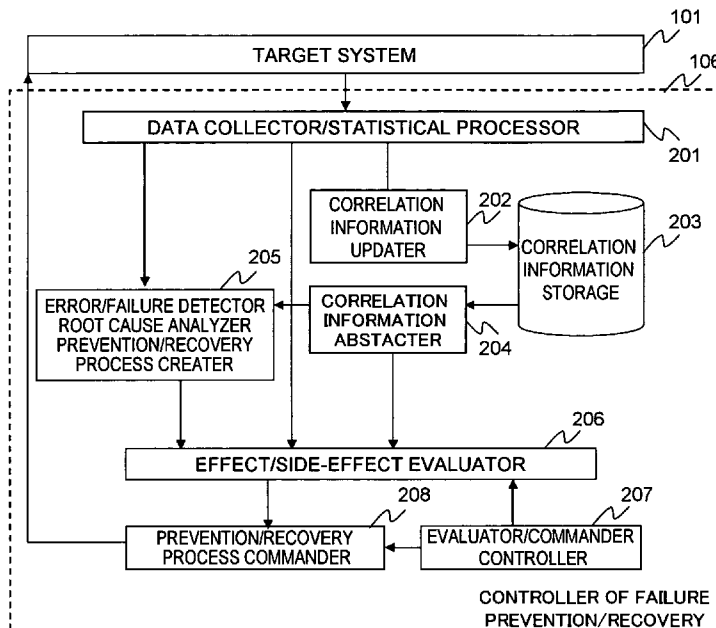 101
TARGET SYSTEM
106
DATA COLLECTOR/STATISTICAL PROCESSOR
201
202
CORRELATION
INFORMATION
UPDATER
203
CORRELATION
INFORMATION
STORAGE
205
ERROR/FAILURE DETECTOR
ROOT CAUSE ANALYZER
PREVENTION/RECOVERY
PROCESS CREATER
CORRELATION
INFORMATION
ABSTACTER
204
206
EFFECT/SIDE-EFFECT EVALUATOR
208
PREVENTION/RECOVERY
PROCESS COMMANDER
207
EVALUATOR/COMMANDER
CONTROLLER
CONTROLLER OF FAILURE
PREVENTION/RECOVERY